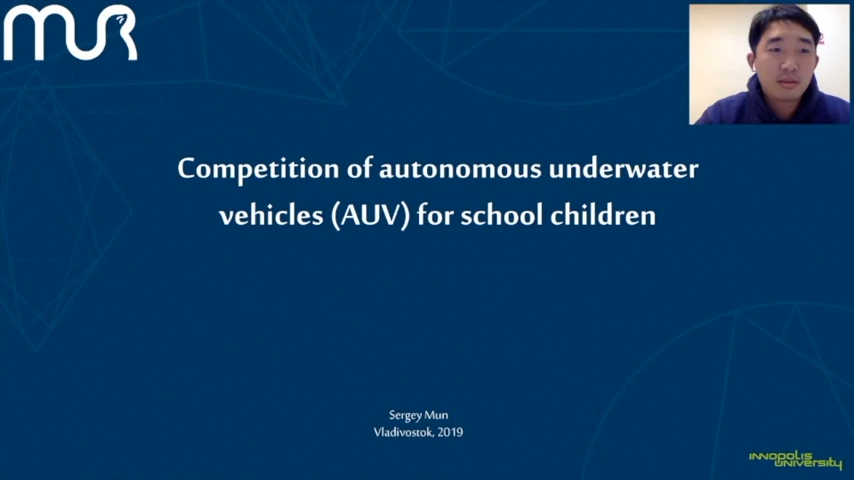 mur
Competition of autonomous underwater
vehicles (AUV) for school children
Sergey Mun
Vladivostok, 2019
INNOPOLIS
UNIVERSITY